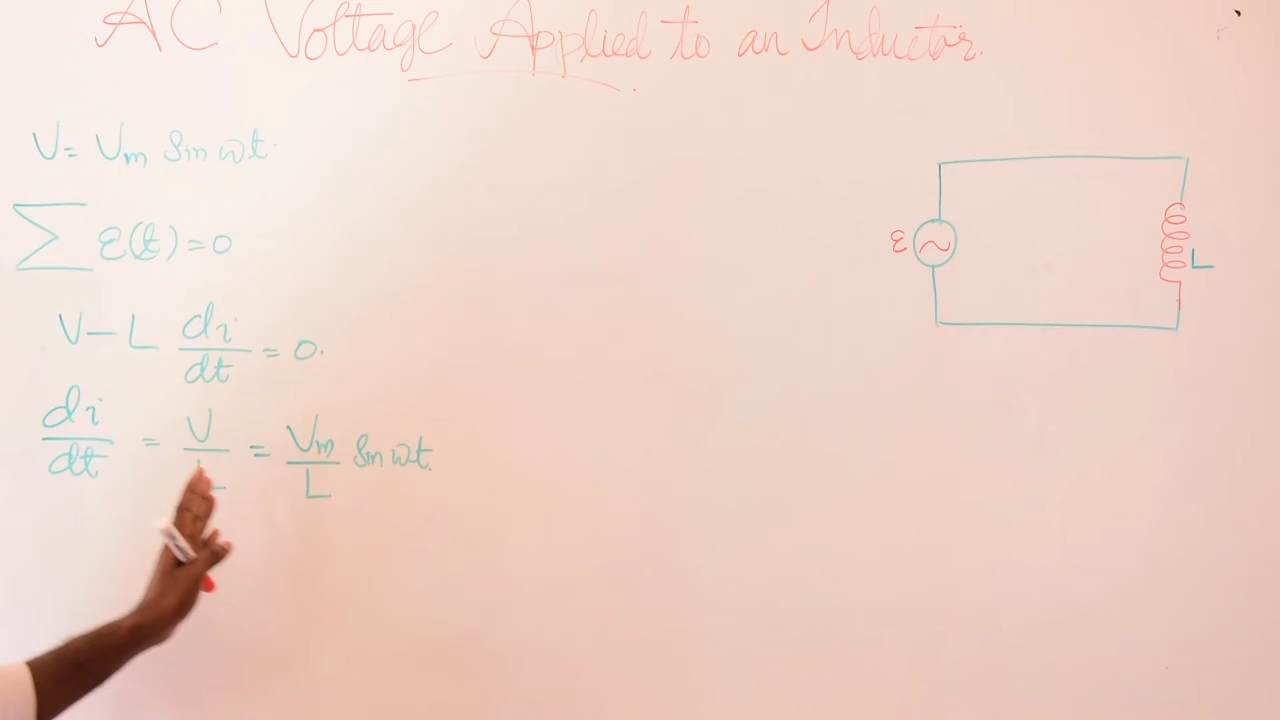 AC Voltage Applied to an Inductor.
V = Vm Sin ωt.
∑ ε(t) = 0
V – L di/dt = 0.
di/dt = V/L = Vm/L Sin ωt.
ε
L